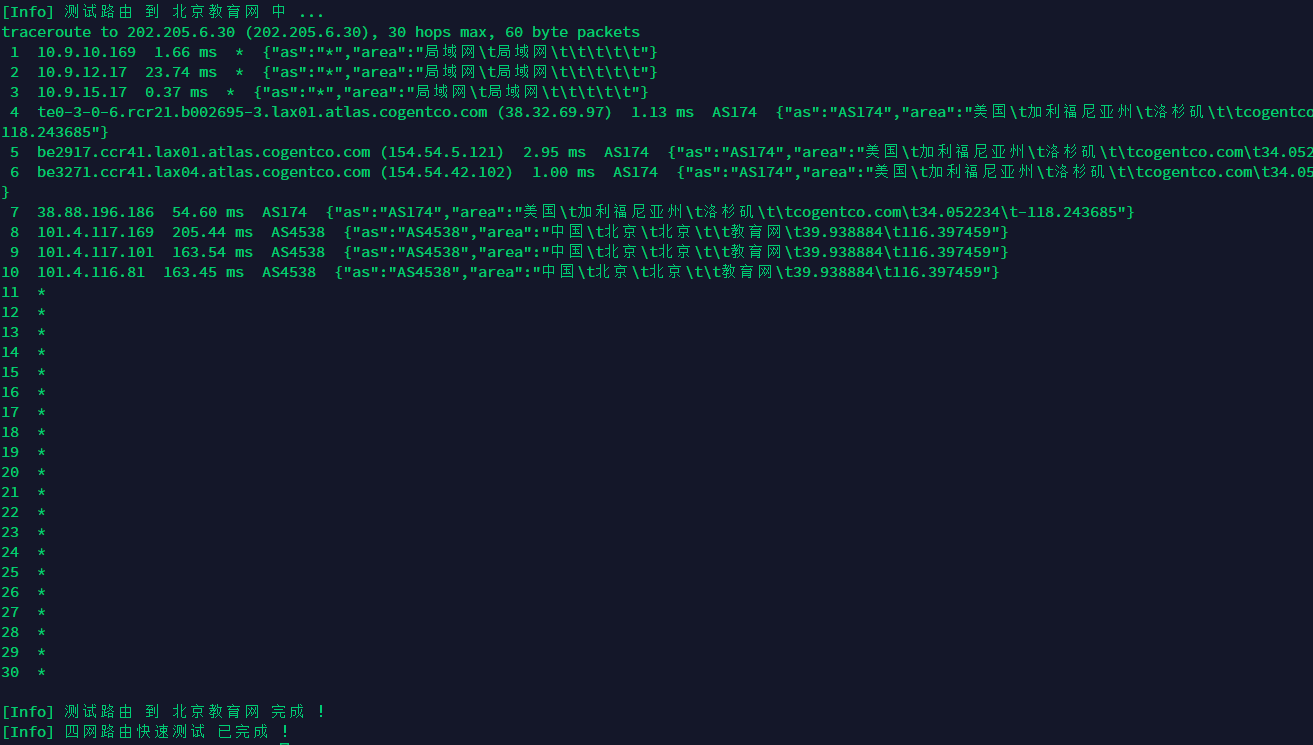 [Info] 测试路由 到 北京教育网 中 ...
traceroute to 202.205.6.30 (202.205.6.30), 30 hops max, 60 byte packets
1 10.9.10.169 1.66 ms * {"as":"*","area":"局域网\t局域网\t\t\t\t\t"}
2 10.9.12.17 23.74 ms * {"as":"*","area":"局域网\t局域网\t\t\t\t\t"}
3 10.9.15.17 0.37 ms * {"as":"*","area":"局域网\t局域网\t\t\t\t\t"}
4 te0-3-0-6.rcr21.b002695-3.lax01.atlas.cogentco.com (38.32.69.97) 1.13 ms AS174 {"as":"AS174","area":"美国\t加利福尼亚州\t洛杉矶\t\tcogentco
118.243685"}
5 be2917.ccr41.lax01.atlas.cogentco.com (154.54.5.121) 2.95 ms AS174 {"as":"AS174","area":"美国\t加利福尼亚州\t洛杉矶\t\tcogentco.com\t34.052
6 be3271.ccr41.lax04.atlas.cogentco.com (154.54.42.102) 1.00 ms AS174 {"as":"AS174","area":"美国\t加利福尼亚州\t洛杉矶\t\tcogentco.com\t34.05
}
7 38.88.196.186 54.60 ms AS174 {"as":"AS174","area":"美国\t加利福尼亚州\t洛杉矶\t\tcogentco.com\t34.052234\t-118.243685"}
8 101.4.117.169 205.44 ms AS4538 {"as":"AS4538","area":"中国\t北京\t北京\t\t教育网\t39.938884\t116.397459"}
9 101.4.117.101 163.54 ms AS4538 {"as":"AS4538","area":"中国\t北京\t北京\t\t教育网\t39.938884\t116.397459"}
10 101.4.116.81 163.45 ms AS4538 {"as":"AS4538","area":"中国\t北京\t北京\t\t教育网\t39.938884\t116.397459"}
11 *
12 *
13 *
14 *
15 *
16 *
17 *
18 *
19 *
20 *
21 *
22 *
23 *
24 *
25 *
26 *
27 *
28 *
29 *
30 *
[Info] 测试路由 到 北京教育网 完成 !
[Info] 四网路由快速测试 已完成 !